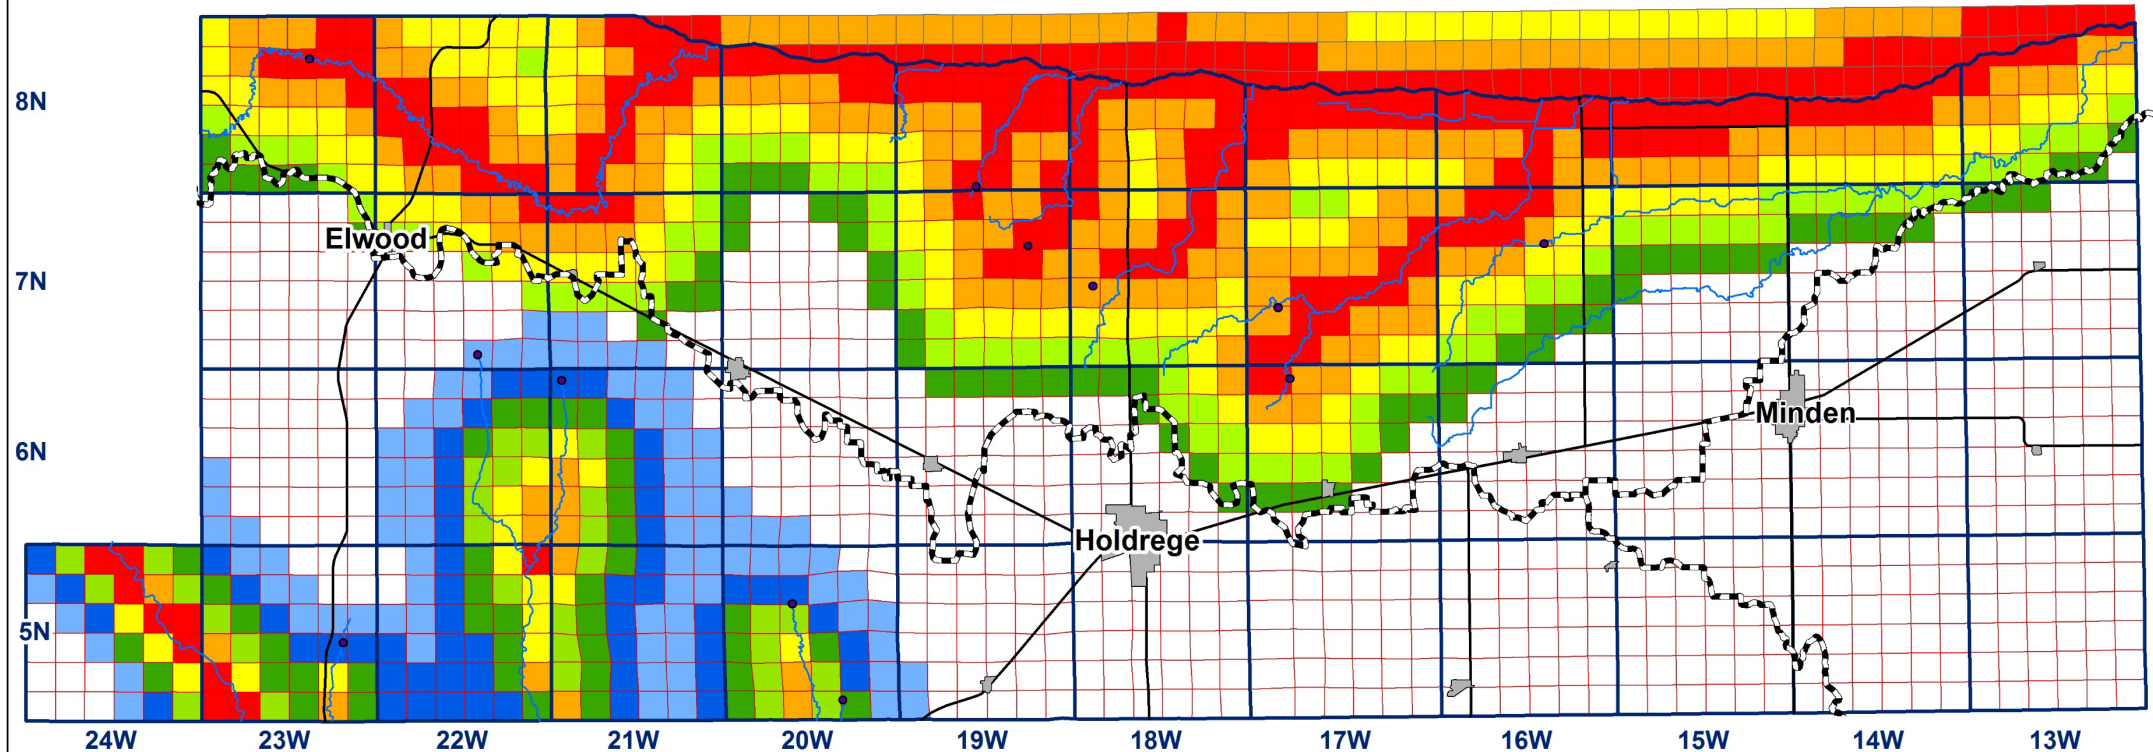 8N
Elwood
7N
Minden
6N
Holdrege
5N
24W 23W 22W 21W 20W 19W 18W 17W 16W 15W 14W 13W